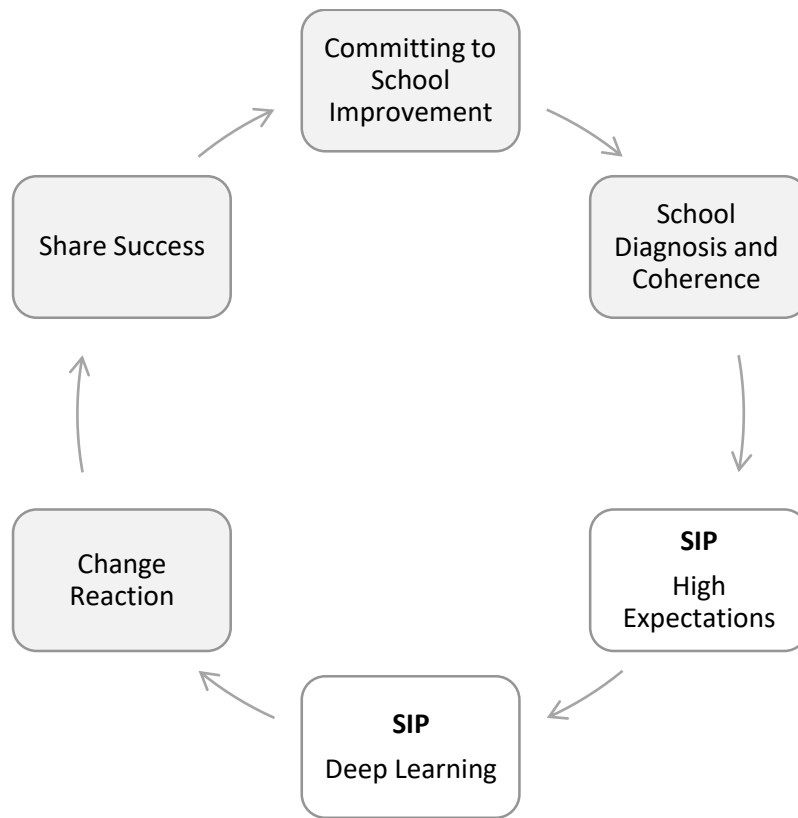 Committing to
School
Improvement
School
Diagnosis and
Coherence
SIP
High
Expectations
SIP
Deep Learning
Change
Reaction
Share Success